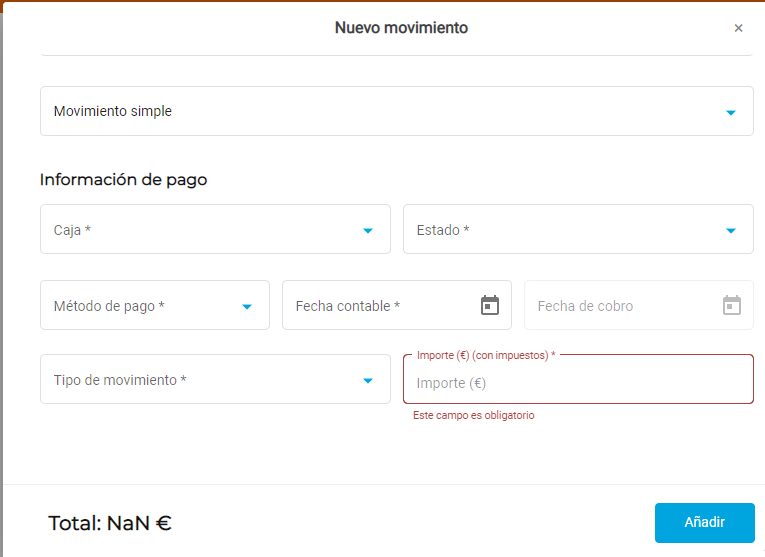 Nuevo movimiento
×
Movimiento simple
Información de pago
Caja *
Estado *
Método de pago *
Fecha contable *
Fecha de cobro
Tipo de movimiento *
Importe (€) (con impuestos) *
Importe (€)
Este campo es obligatorio
Total: NaN €
Añadir